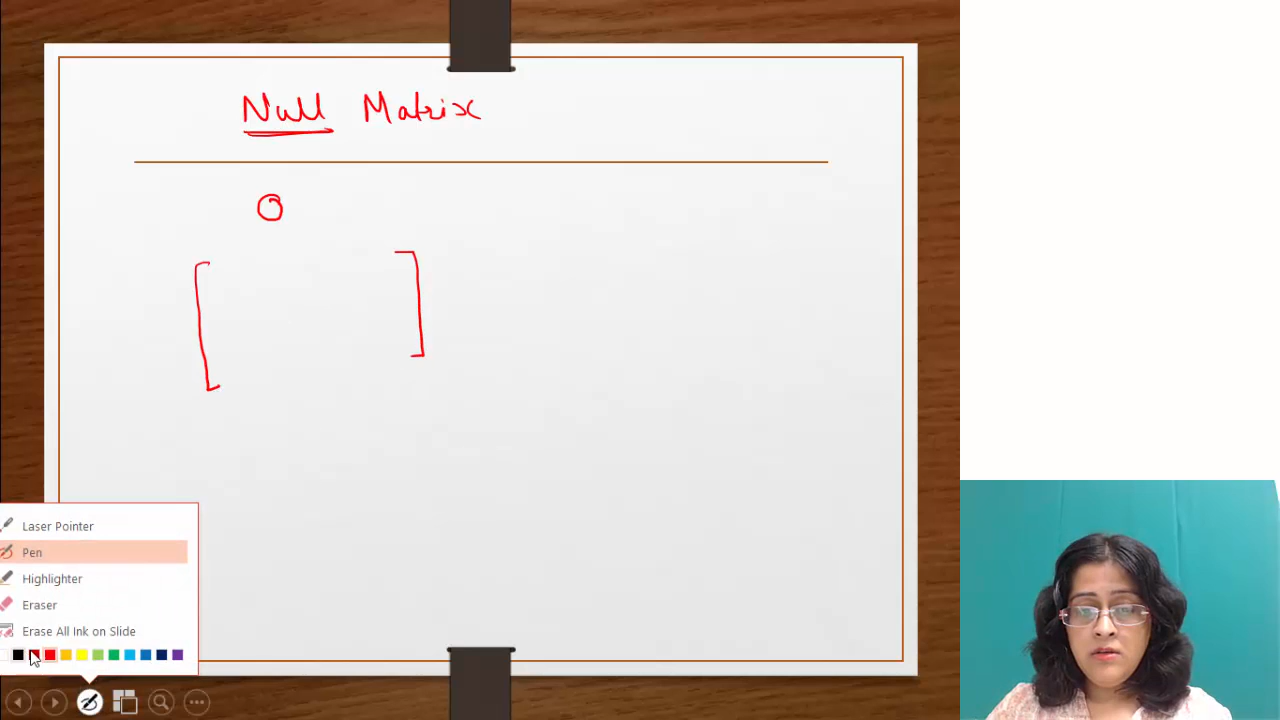 Null Matrix
O
Laser Pointer
Pen
Highlighter
Eraser
Erase All Ink on Slide